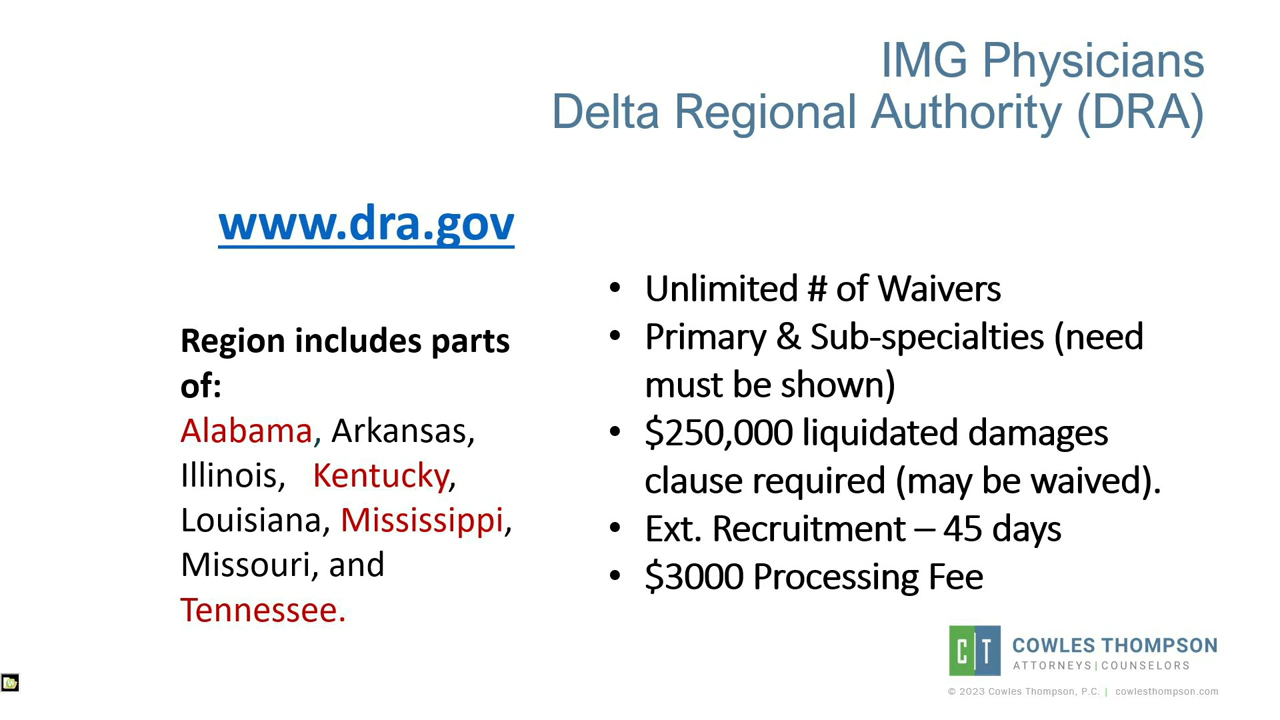 IMG Physicians
Delta Regional Authority (DRA)
www.dra.gov
Region includes parts
of:
Alabama, Arkansas,
Illinois, Kentucky,
Louisiana, Mississippi,
Missouri, and
Tennessee.
• Unlimited # of Waivers
• Primary & Sub-specialties (need
must be shown)
• $250,000 liquidated damages
clause required (may be waived).
• Ext. Recruitment – 45 days
• $3000 Processing Fee
C T COWLES THOMPSON
ATTORNEYS | COUNSELORS
© 2023 Cowles Thompson, P.C. | cowlesthompson.com